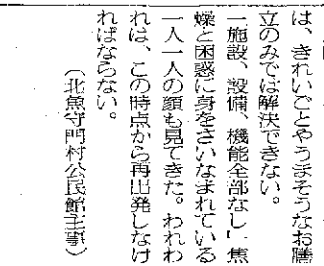 は、きれいごとやうまそうなお膳
立のみでは解決できない。
「施設、設備、機能全部なし」焦
燥と困惑に身をさいなまれている
一人一人の顔も見てきた。われわ
れは、この時点から再出発しなけ
ればならない。
（北魚守門村公民館主事）